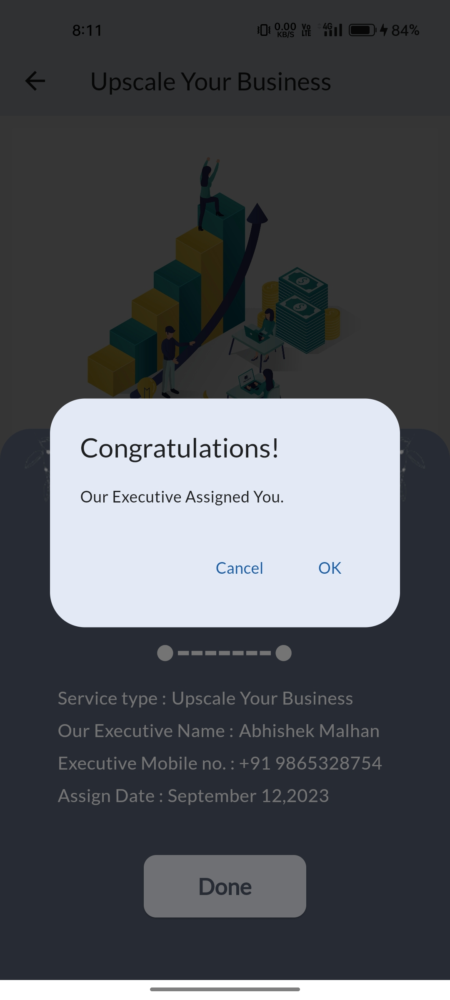 8:11
0.00
KB/S
Vo
LTE
4G
84%
Upscale Your Business
Congratulations!
Our Executive Assigned You.
Cancel
OK
Service type : Upscale Your Business
Our Executive Name : Abhishek Malhan
Executive Mobile no. : +91 9865328754
Assign Date : September 12,2023
Done